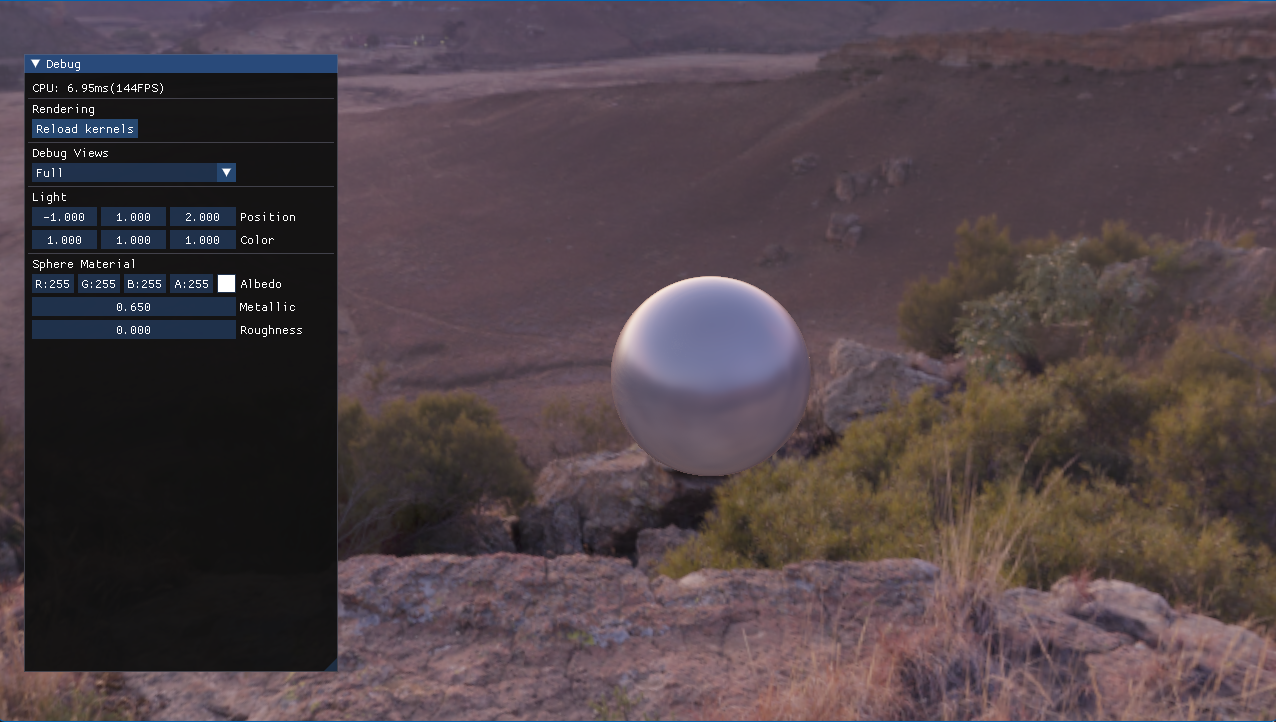 Debug
CPU: 6.95ms(144FPS)
Rendering
Reload kernels
Debug Views
Full
Light
-1.000 1.000 2.000 Position
1.000 1.000 1.000 Color
Sphere Material
R:255 G:255 B:255 A:255 Albedo
0.650 Metallic
0.000 Roughness